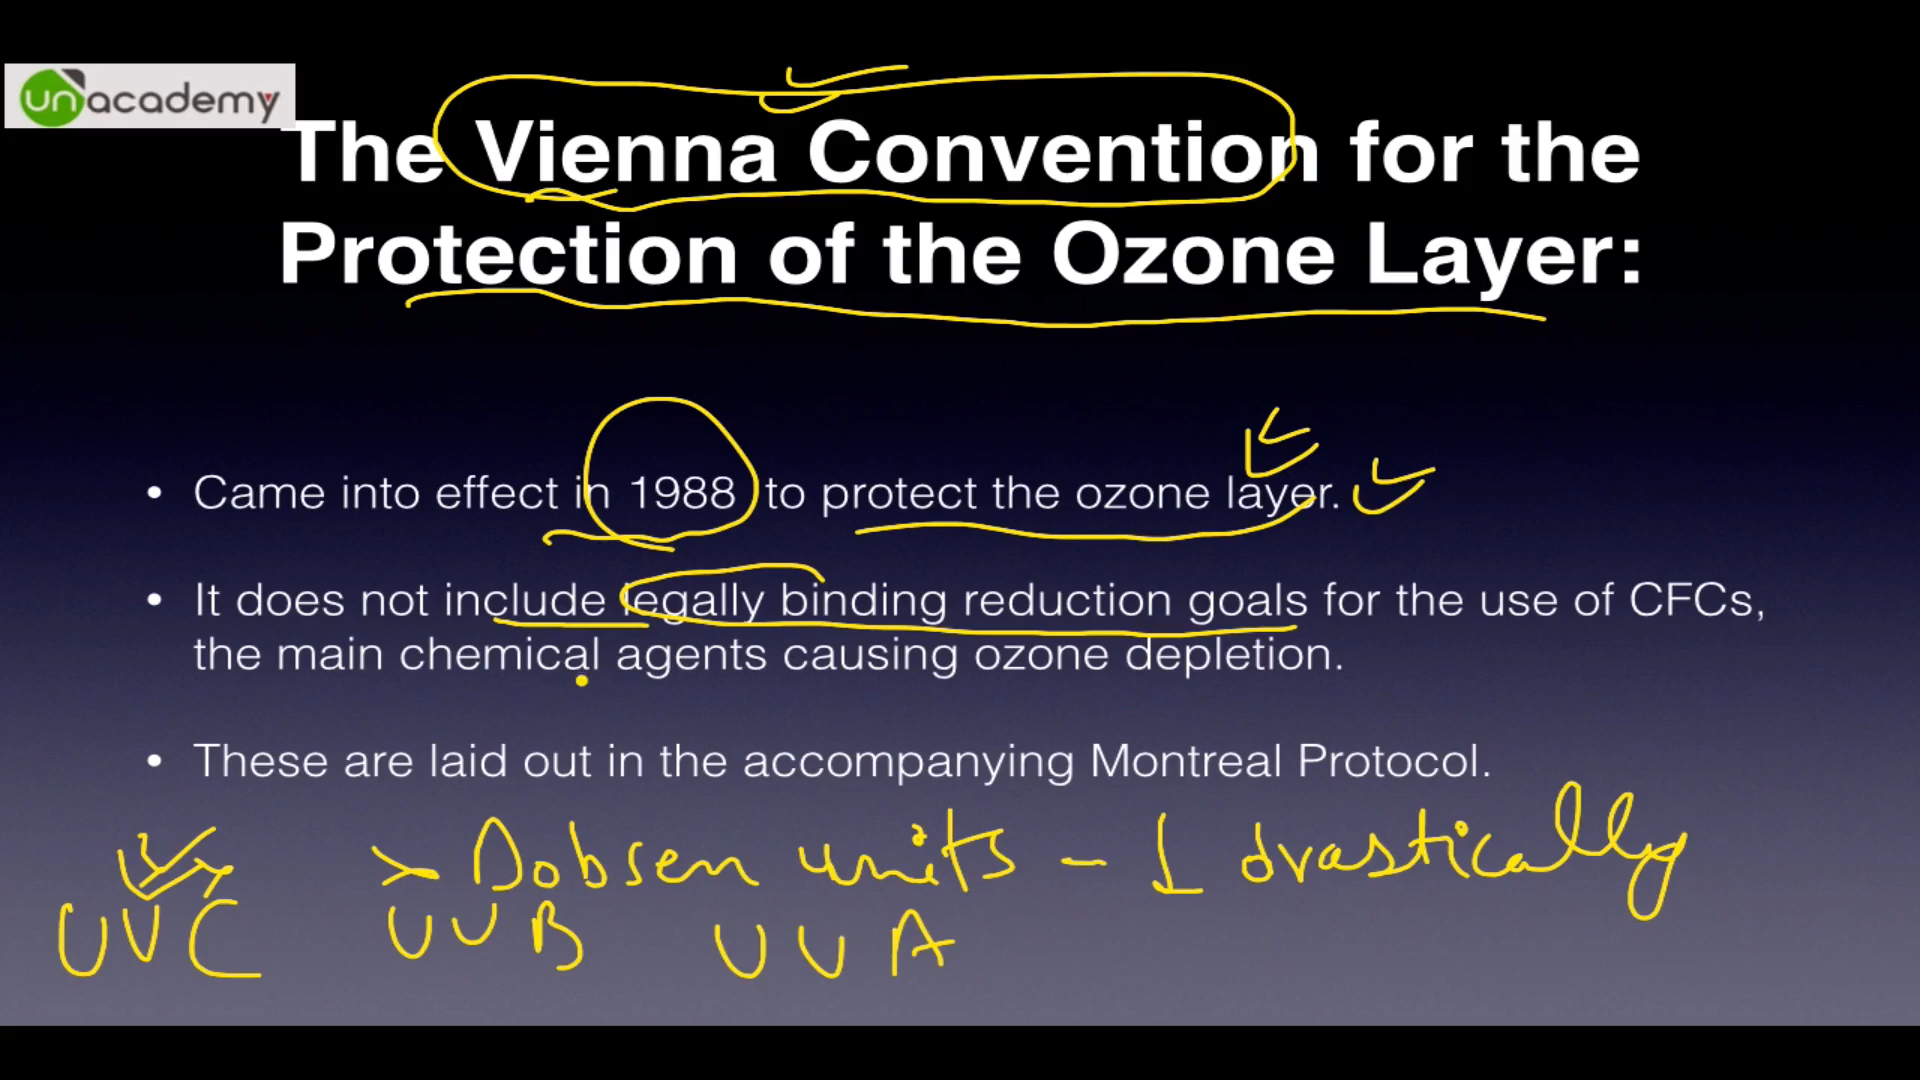 unacademy
The Vienna Convention for the
Protection of the Ozone Layer:
• Came into effect in 1988 to protect the ozone layer.
• It does not include legally binding reduction goals for the use of CFCs,
the main chemical agents causing ozone depletion.
• These are laid out in the accompanying Montreal Protocol.
Dobsen units - ↓ drastically
UVC UVB UVA